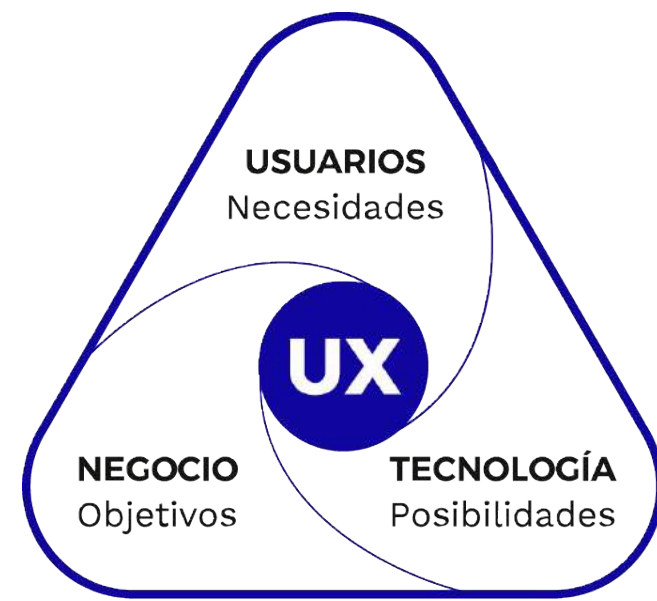 USUARIOS
Necesidades
UX
NEGOCIO
Objetivos
TECNOLOGÍA
Posibilidades